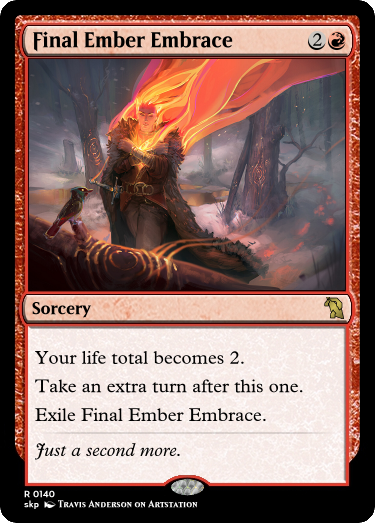 Final Ember Embrace 2
Sorcery
Your life total becomes 2.
Take an extra turn after this one.
Exile Final Ember Embrace.
Just a second more.
R 0140
skp Travis Anderson on Artstation